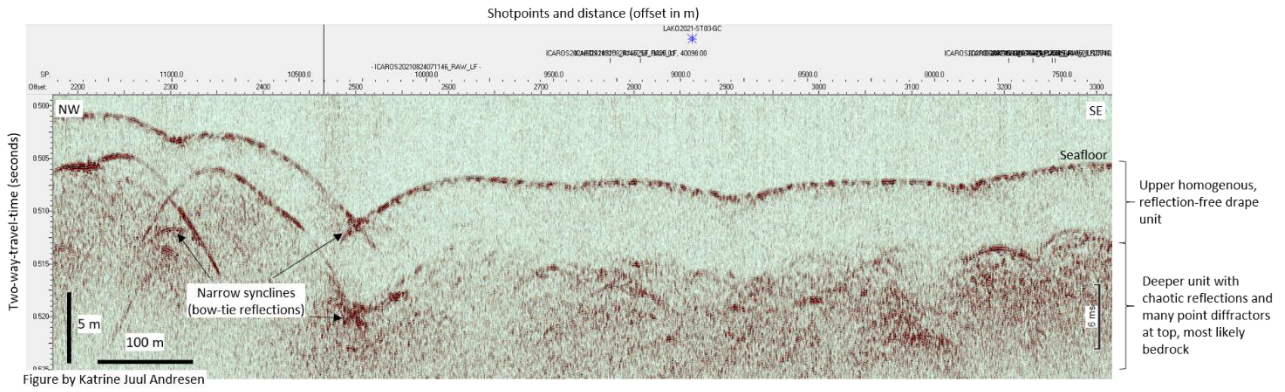 Shotpoints and distance (offset in m)
LAKO2021-ST03-GC
- ICAROS20210824071146_RAW_LF -
SP: 11000.0 10500.0 10000.0 9500.0 9000.0 8500.0 8000.0 7500.0
Offset: 2200 2300 2400 2500 2600 2700 2800 2900 3000 3100 3200 3300
NW
SE
Two-way-travel-time (seconds)
0.500
0.505
0.510
0.515
0.520
0.525
Seafloor
Upper homogenous,
reflection-free drape
unit
Narrow synclines
(bow-tie reflections)
Deeper unit with
chaotic reflections and
many point diffractors
at top, most likely
bedrock
5 m
100 m
6 ms
Figure by Katrine Juul Andresen